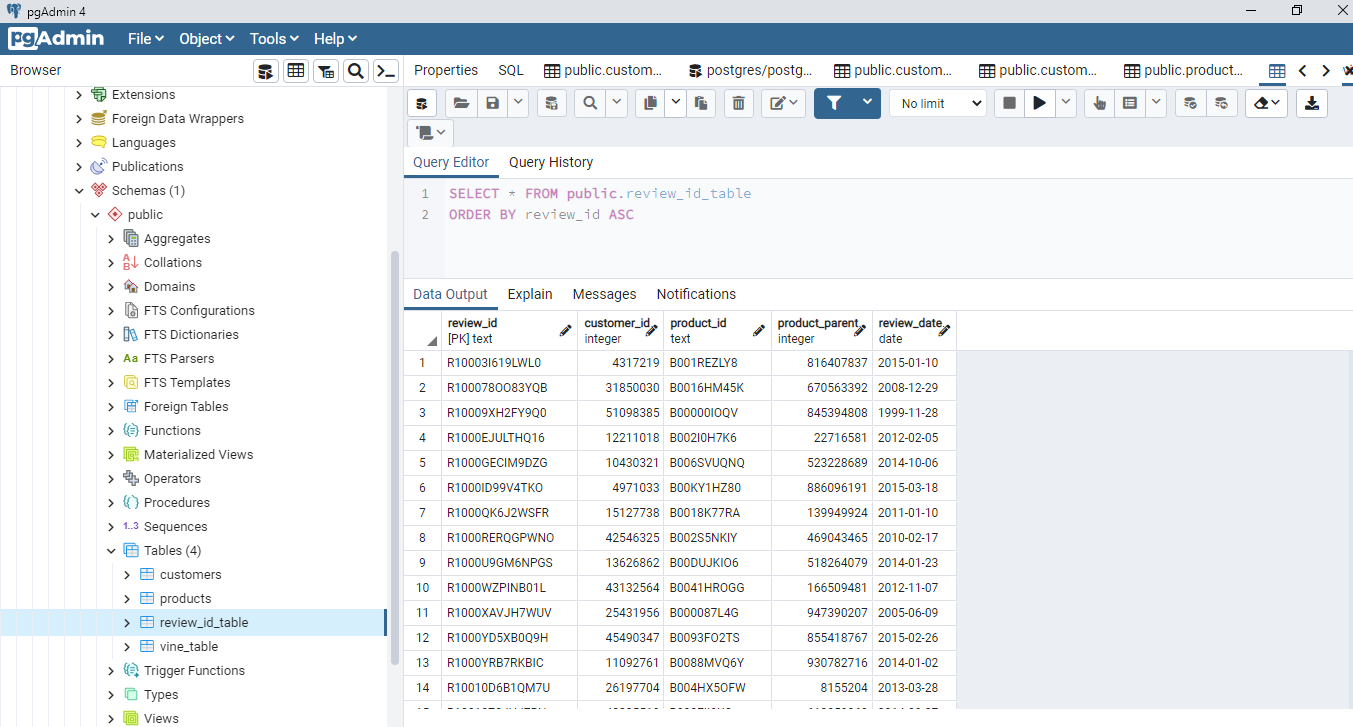 pgAdmin 4
pgAdmin File Object Tools Help
Browser
Properties SQL public.custom... postgres/postg... public.custom... public.custom... public.product...
No limit
Extensions
Foreign Data Wrappers
Languages
Publications
Schemas (1)
public
Aggregates
Collations
Domains
FTS Configurations
FTS Dictionaries
Aa FTS Parsers
FTS Templates
Foreign Tables
Functions
Materialized Views
Operators
Procedures
1..3 Sequences
Tables (4)
customers
products
review_id_table
vine_table
Trigger Functions
Types
Views
Query Editor Query History
1 SELECT * FROM public.review_id_table
2 ORDER BY review_id ASC
Data Output Explain Messages Notifications
review_id customer_id product_id product_parent review_date
[PK] text integer text integer date
1 R10003I619LWL0 4317219 B001REZLY8 816407837 2015-01-10
2 R100078OO83YQB 31850030 B0016HM45K 670563392 2008-12-29
3 R10009XH2FY9Q0 51098385 B00000IOQV 845394808 1999-11-28
4 R1000EJULTHQ16 12211018 B002I0H7K6 22716581 2012-02-05
5 R1000GECIM9DZG 10430321 B006SVUQNQ 523228689 2014-10-06
6 R1000ID99V4TKO 4971033 B00KY1HZ80 886096191 2015-03-18
7 R1000QK6J2WSFR 15127738 B0018K77RA 139949924 2011-01-10
8 R1000RERQGPWNO 42546325 B002S5NKIY 469043465 2010-02-17
9 R1000U9GM6NPGS 13626862 B00DUJKIO6 518264079 2014-01-23
10 R1000WZPINB01L 43132564 B0041HROGG 166509481 2012-11-07
11 R1000XAVJH7WUV 25431956 B000087L4G 947390207 2005-06-09
12 R1000YD5XB0Q9H 45490347 B0093FO2TS 855418767 2015-02-26
13 R1000YRB7RKBIC 11092761 B0088MVQ6Y 930782716 2014-01-02
14 R10010D6B1QM7U 26197704 B004HX5OFW 8155204 2013-03-28